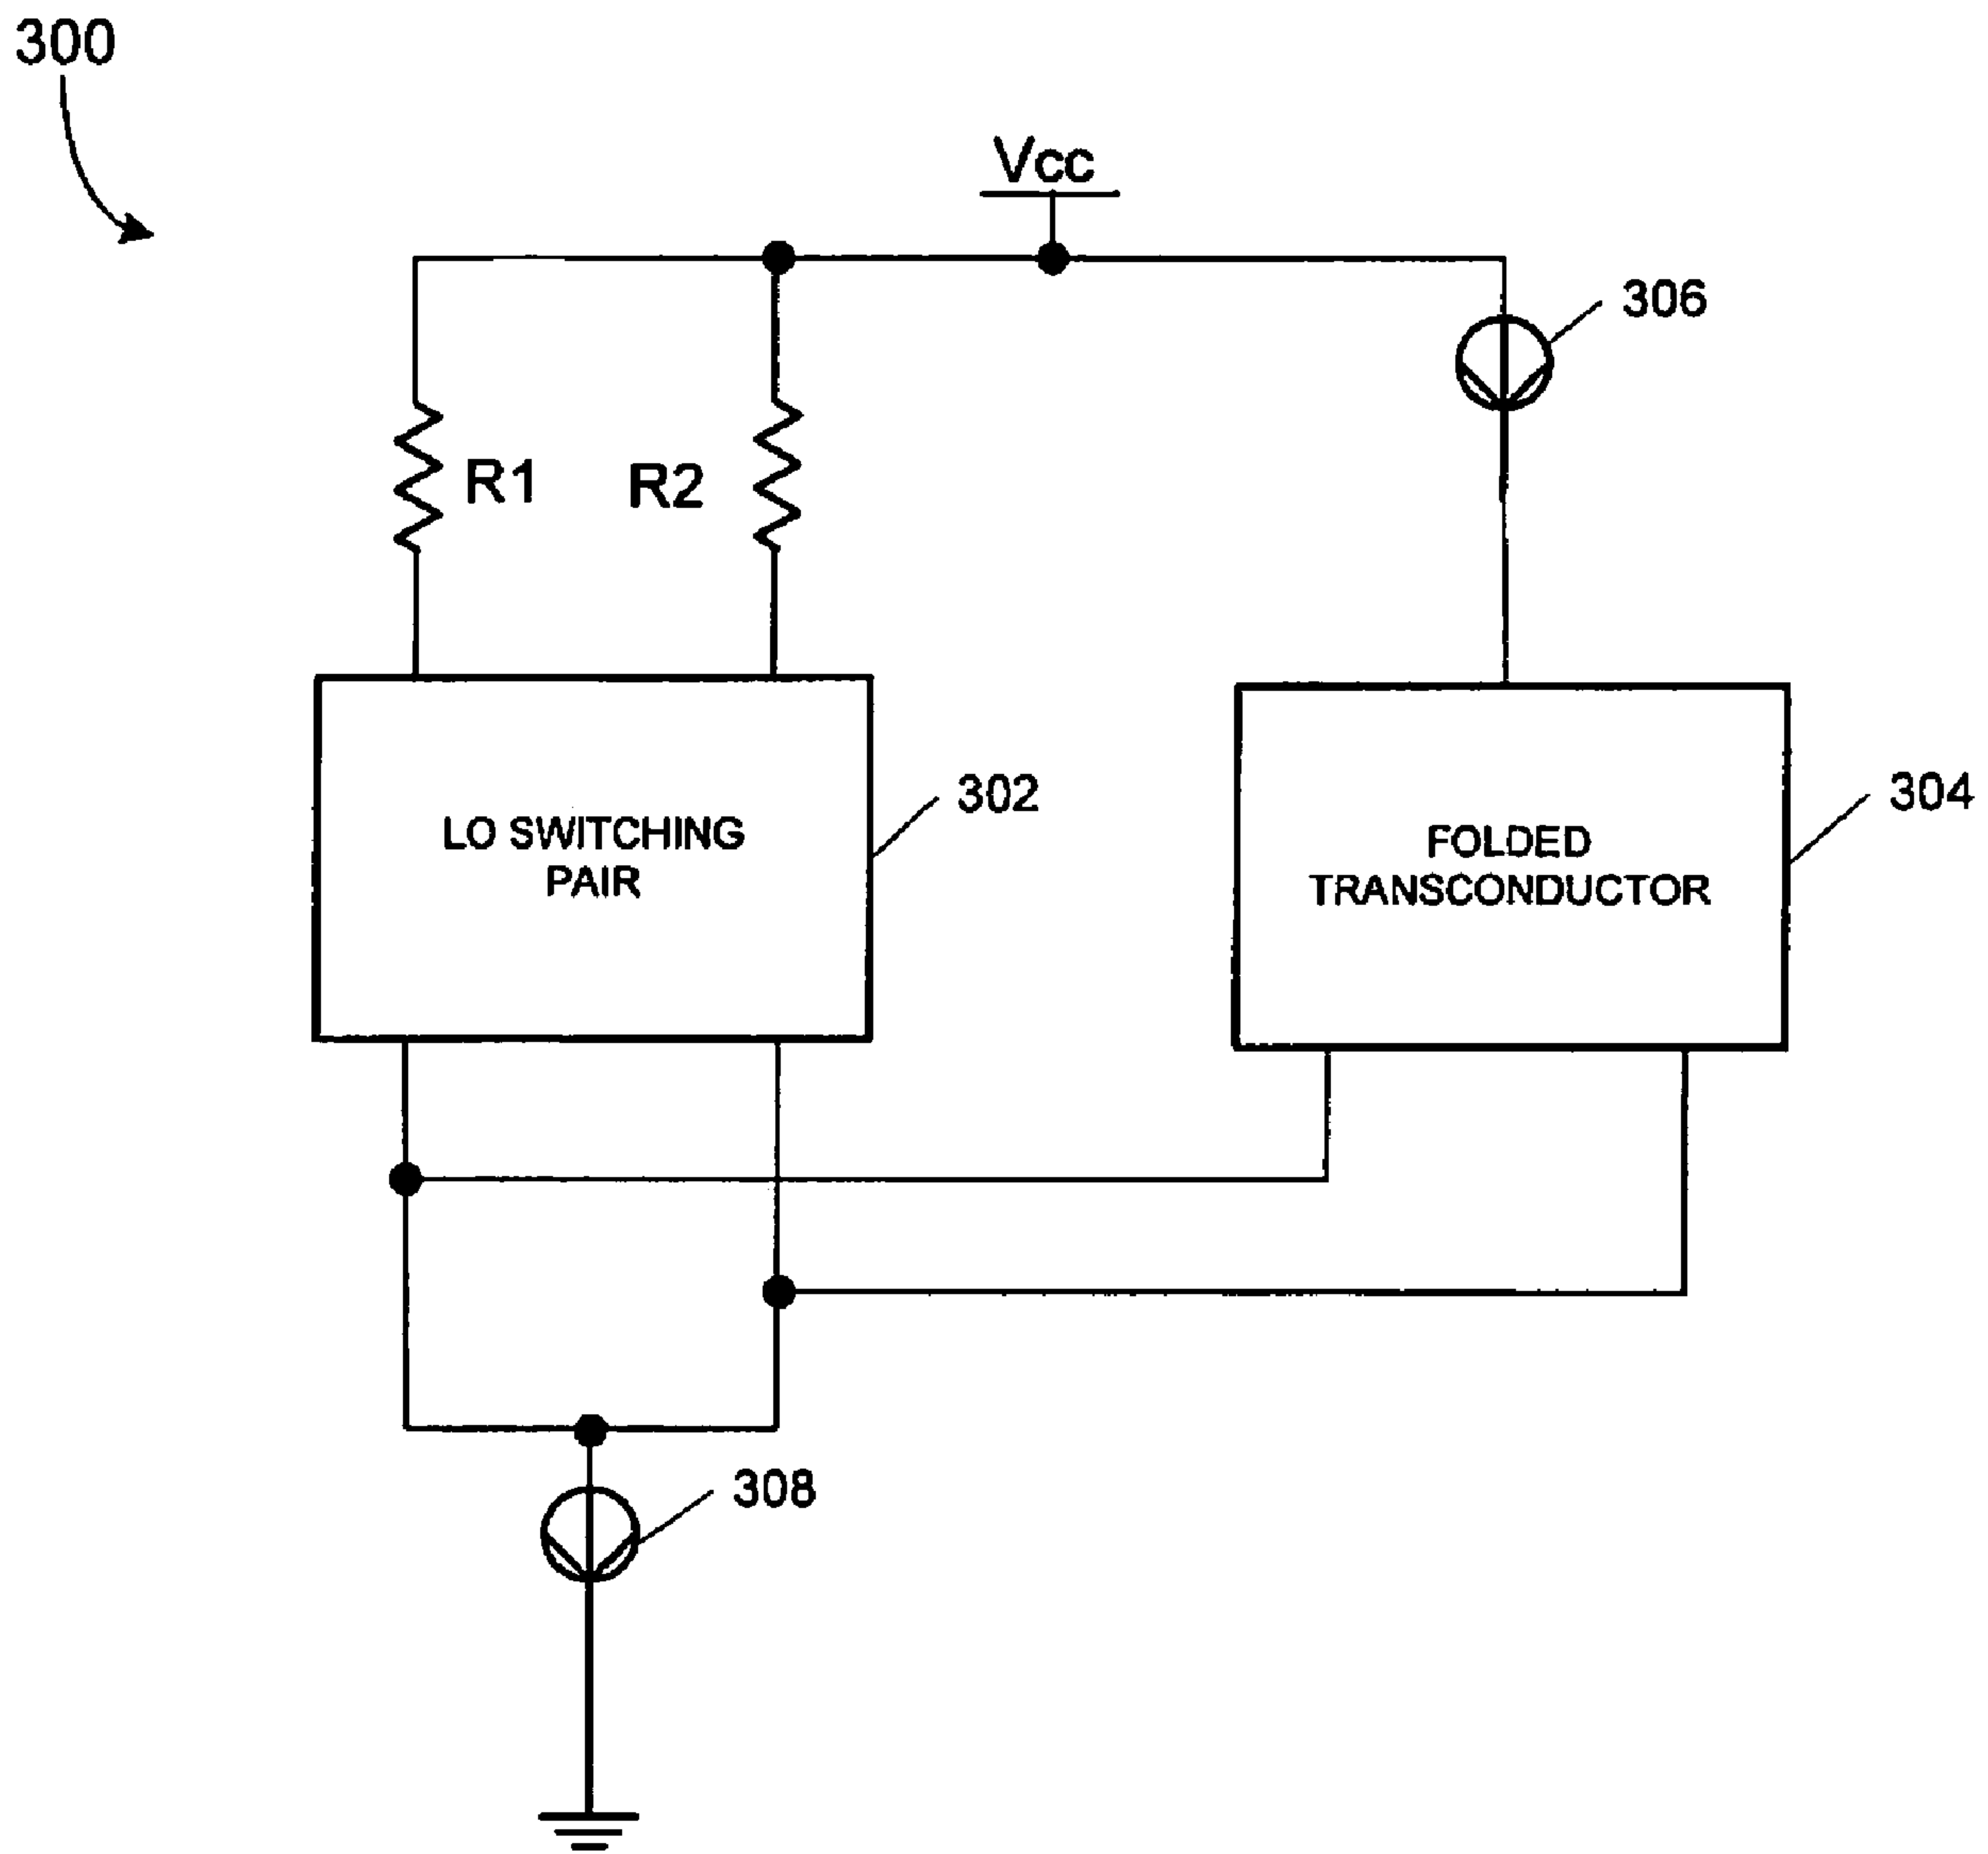 300
Vcc
306
R1
R2
302
LO SWITCHING
PAIR
304
FOLDED
TRANSCONDUCTOR
308